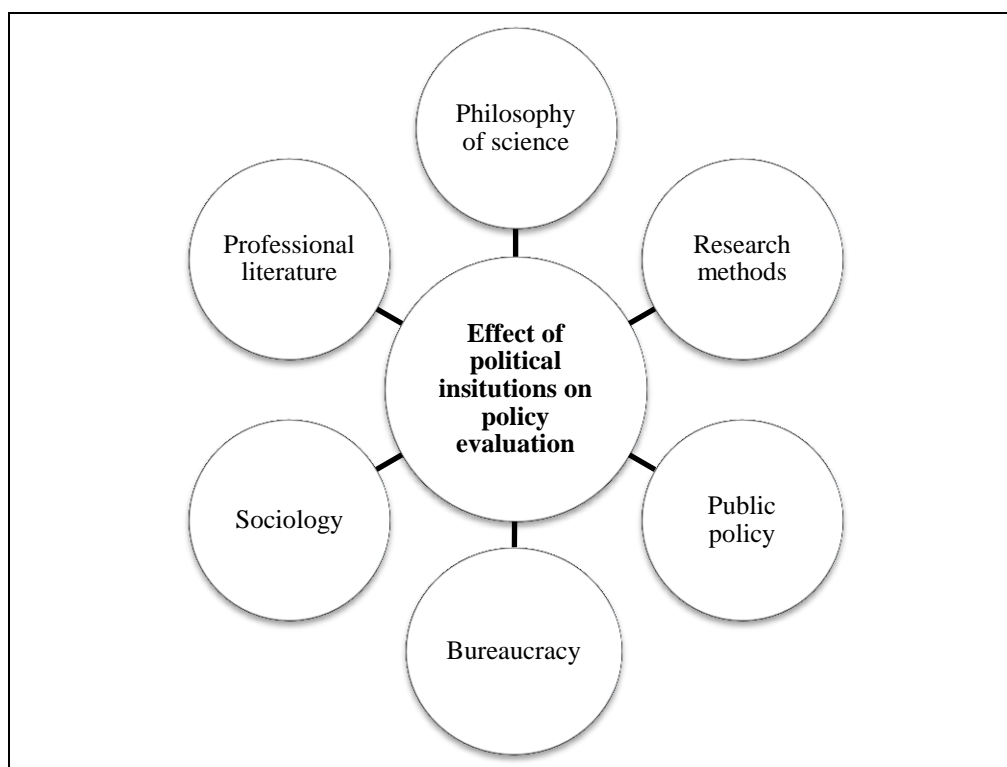 Philosophy
of science
Professional
literature
Research
methods
Effect of
political
insitutions on
policy
evaluation
Sociology
Public
policy
Bureaucracy